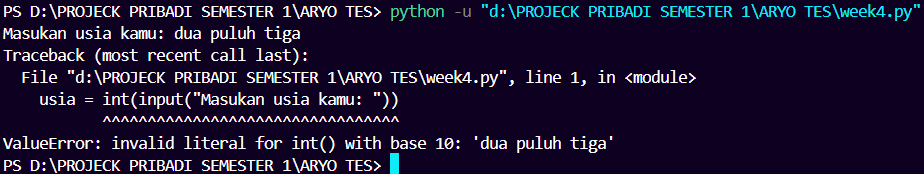 PS D:\PROJECK PRIBADI SEMESTER 1\ARYO TES> python -u "d:\PROJECK PRIBADI SEMESTER 1\ARYO TES\week4.py"
Masukan usia kamu: dua puluh tiga
Traceback (most recent call last):
  File "d:\PROJECK PRIBADI SEMESTER 1\ARYO TES\week4.py", line 1, in <module>
    usia = int(input("Masukan usia kamu: "))
           ^^^^^^^^^^^^^^^^^^^^^^^^^^^^^^^^^
ValueError: invalid literal for int() with base 10: 'dua puluh tiga'
PS D:\PROJECK PRIBADI SEMESTER 1\ARYO TES>